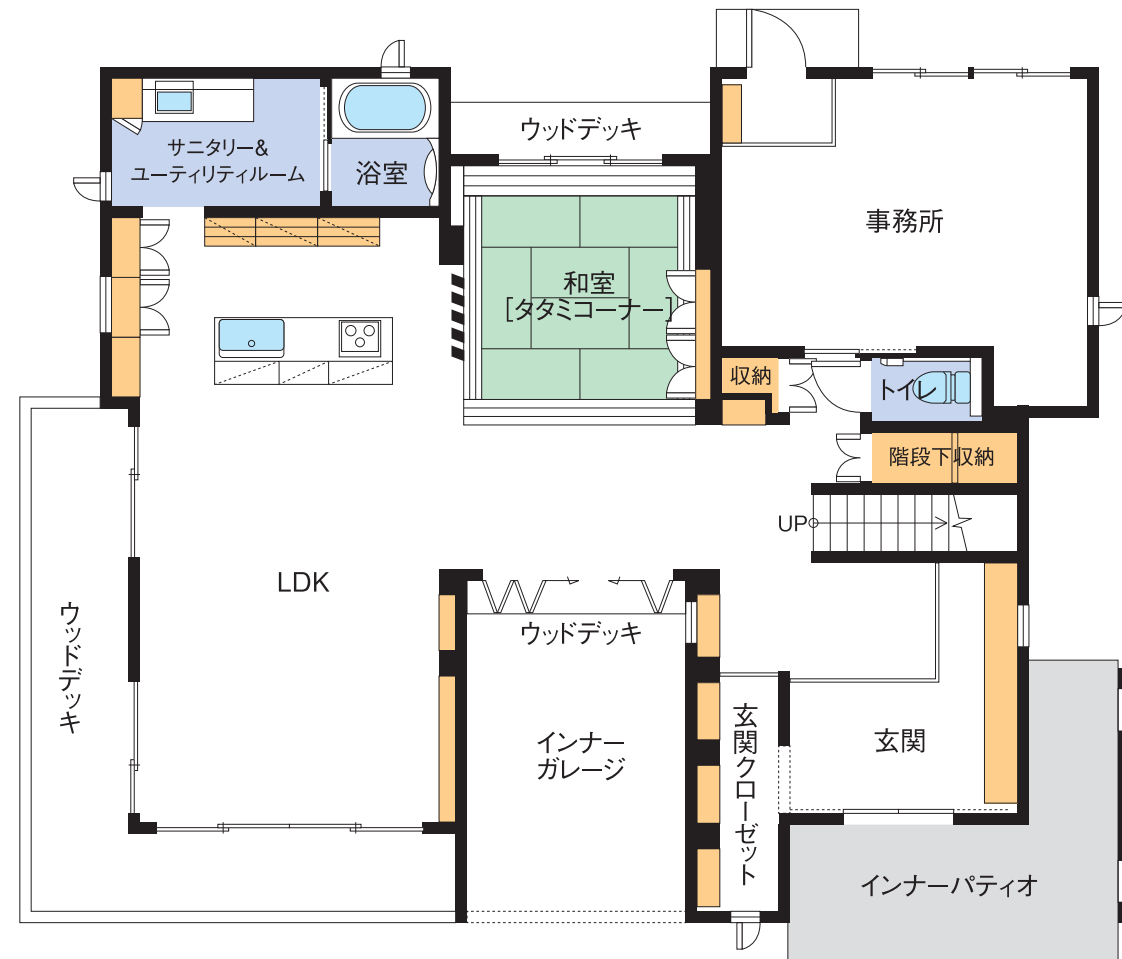 ウッドデッキ
サニタリー&
ユーティリティルーム
浴室
事務所
和室
[タタミコーナー]
収納
トイレ
階段下収納
UP
LDK
ウッドデッキ
ウッドデッキ
インナー
ガレージ
玄関クローゼット
玄関
インナーパティオ